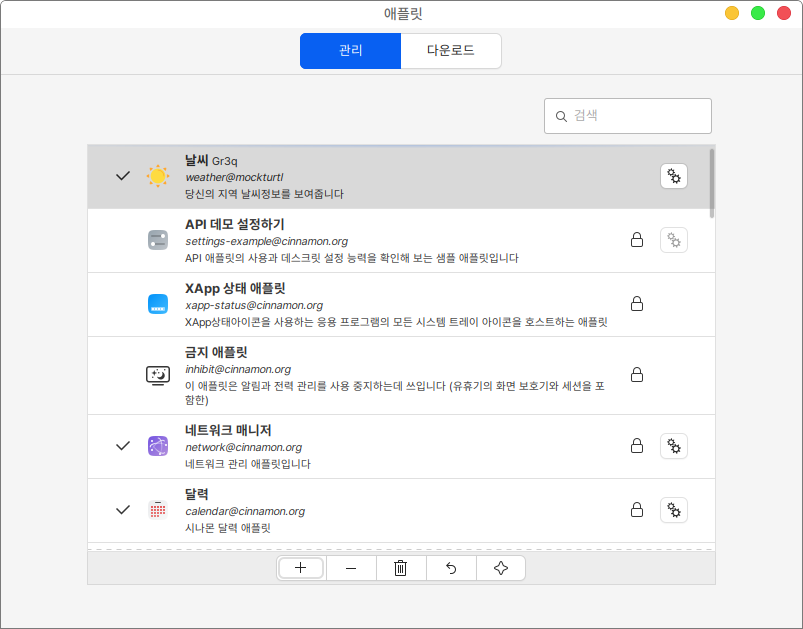 애플릿
관리
다운로드
검색
날씨 Gr3q
weather@mockturtl
당신의 지역 날씨정보를 보여줍니다
API 데모 설정하기
settings-example@cinnamon.org
API 애플릿의 사용과 데스크릿 설정 능력을 확인해 보는 샘플 애플릿입니다
XApp 상태 애플릿
xapp-status@cinnamon.org
XApp상태아이콘을 사용하는 응용 프로그램의 모든 시스템 트레이 아이콘을 호스트하는 애플릿
금지 애플릿
inhibit@cinnamon.org
이 애플릿은 알림과 전력 관리를 사용 중지하는데 쓰입니다 (유휴기의 화면 보호기와 세션을 포
함한)
네트워크 매니저
network@cinnamon.org
네트워크 관리 애플릿입니다
달력
calendar@cinnamon.org
시나몬 달력 애플릿